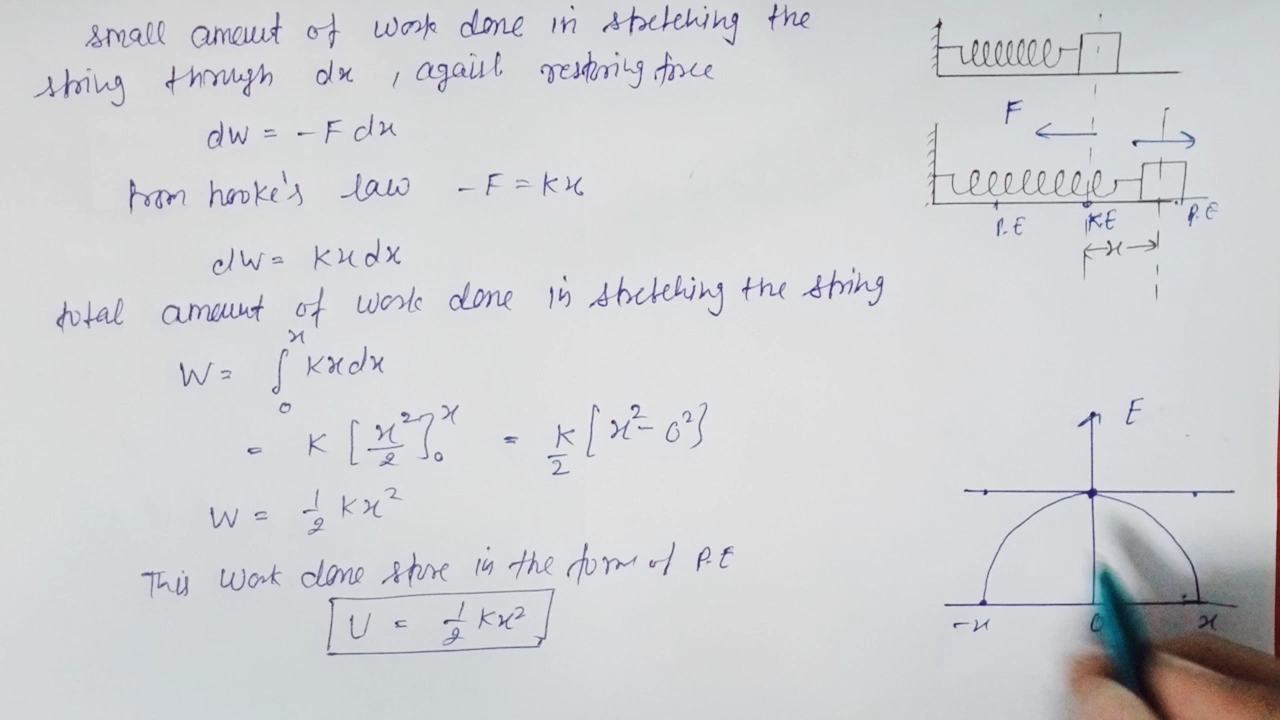 small amount of work done in stretching the
string through dx , agaist restoring force
dW = -F dx
from hooke's law -F = Kx
dW = Kx dx
total amount of work done in stretching the string
W = ∫₀ˣ Kx dx
= K [x²/2]₀ˣ = K/2 [x² - 0²]
W = 1/2 Kx²
This work done store in the form of P.E
U = 1/2 Kx²
F
P.E KE P.E
x
E
-x 0 x